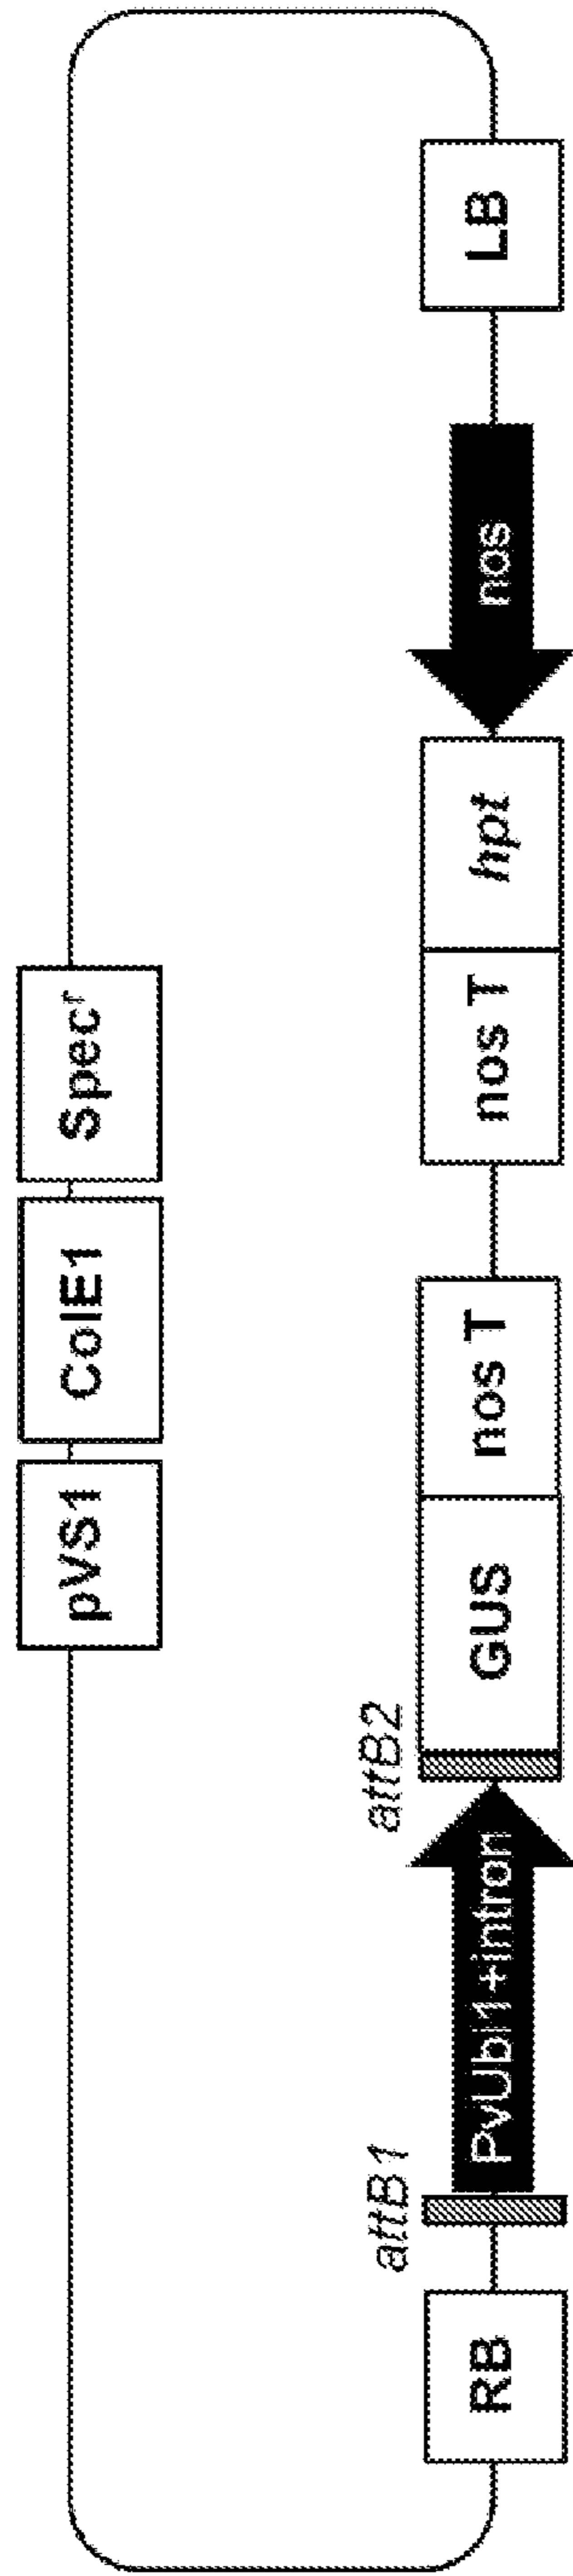 pVS1
ColE1
Spec^r
attB1
attB2
RB
PvUbi1+intron
GUS
nos T
nos T
hpt
nos
LB